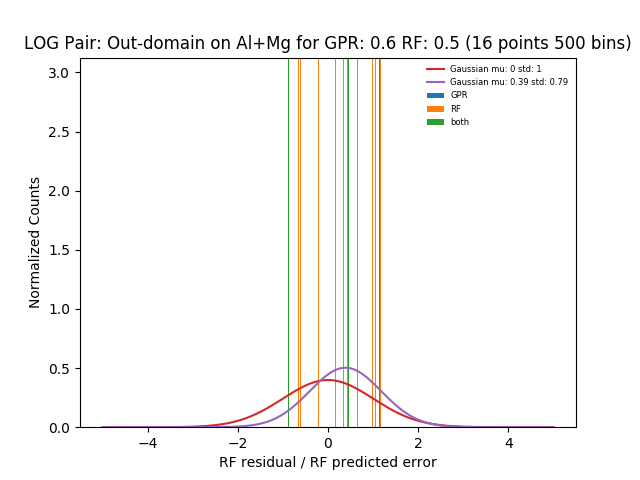 LOG Pair: Out-domain on Al+Mg for GPR: 0.6 RF: 0.5 (16 points 500 bins)
Gaussian mu: 0 std: 1
Gaussian mu: 0.39 std: 0.79
GPR
RF
both
Normalized Counts
3.0
2.5
2.0
1.5
1.0
0.5
0.0
−4
−2
0
2
4
RF residual / RF predicted error